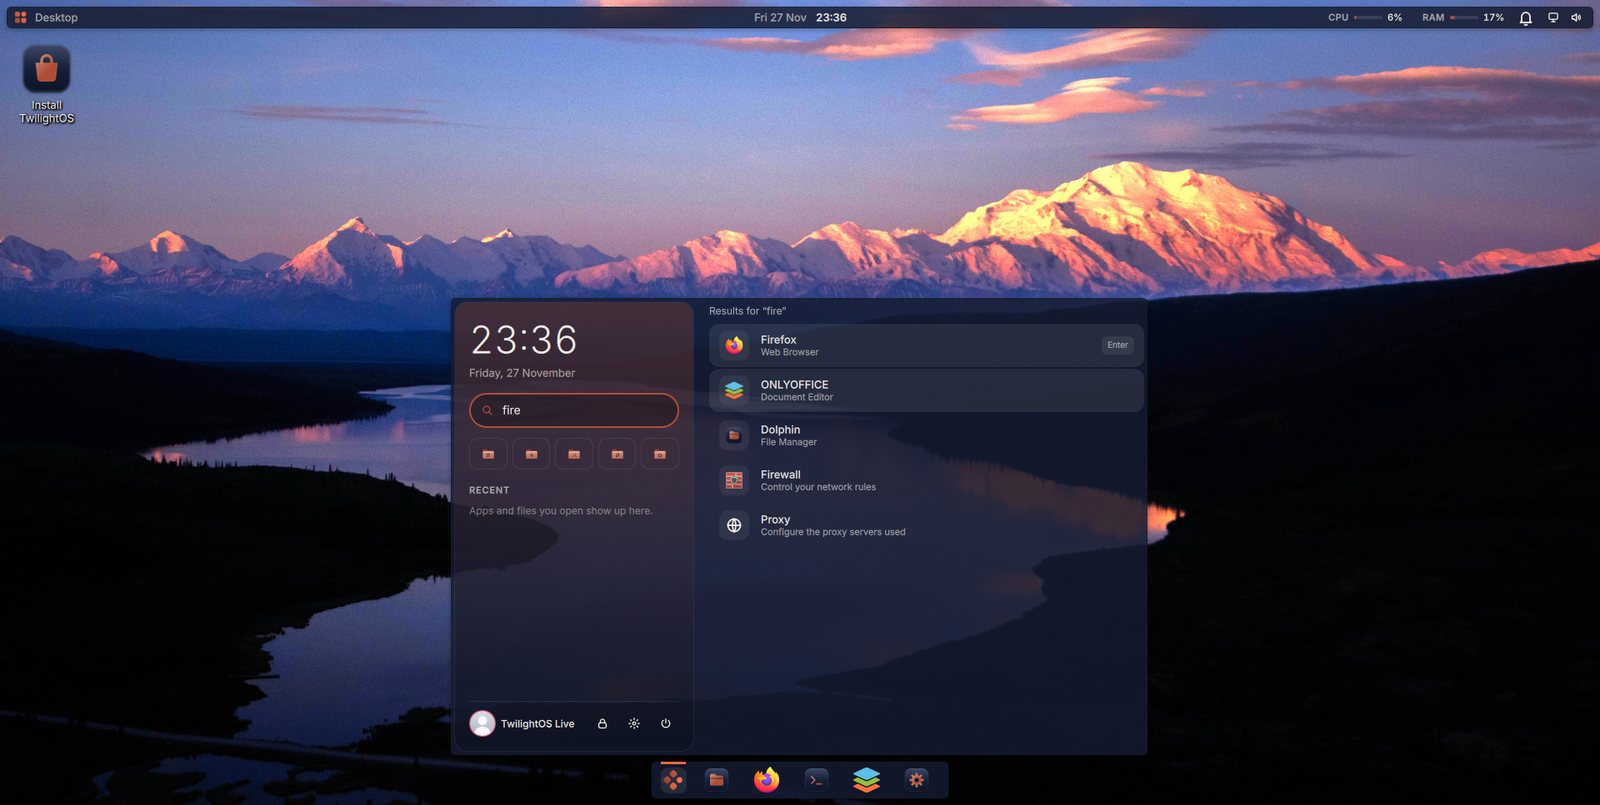 Desktop
Fri 27 Nov 23:36
CPU 6% RAM 17%
Install
TwilightOS
23:36
Friday, 27 November
fire
RECENT
Apps and files you open show up here.
TwilightOS Live
Results for “fire”
Firefox
Web Browser
Enter
ONLYOFFICE
Document Editor
Dolphin
File Manager
Firewall
Control your network rules
Proxy
Configure the proxy servers used